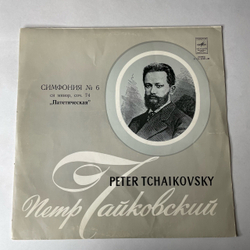 СИМФОНИЯ № 6
си минор, соч. 74
„Патетическая"
PETER TCHAIKOVSKY
Петр Чайковский